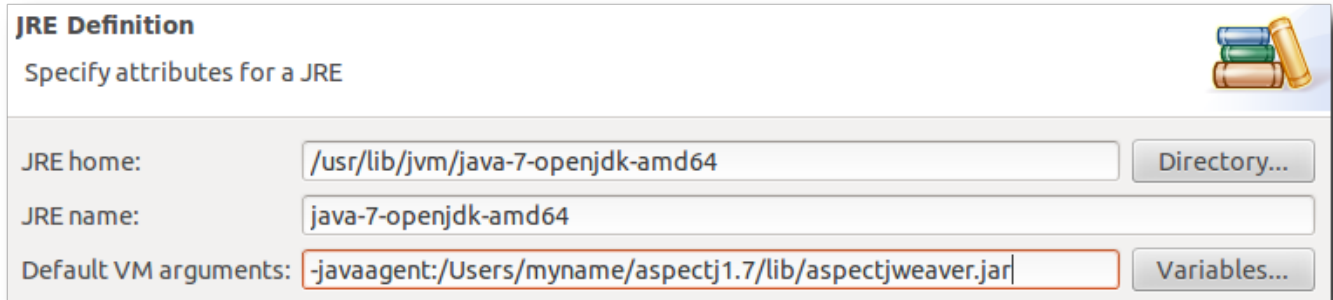 JRE Definition
Specify attributes for a JRE
JRE home: /usr/lib/jvm/java-7-openjdk-amd64 Directory...
JRE name: java-7-openjdk-amd64
Default VM arguments: -javaagent:/Users/myname/aspectj1.7/lib/aspectjweaver.jar Variables...